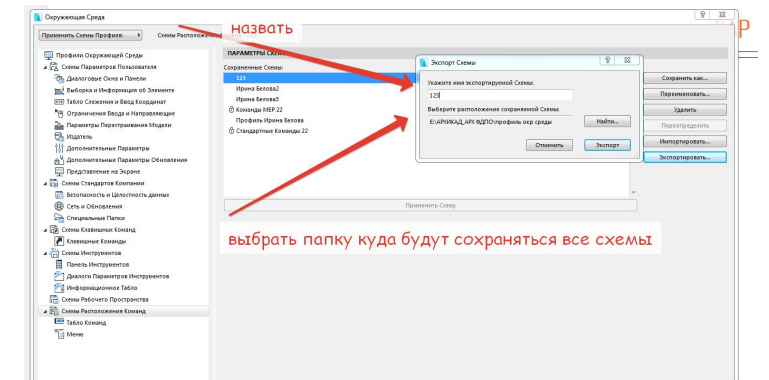 Окружающая Среда
назвать
Применить Схемы Профиля:
Схемы Расположения
Профили Окружающей Среды
Схемы Параметров Пользователя
Диалоговые Окна и Панели
Выборка и Информация об Элементе
Табло Слежения и Ввод Координат
Ограничения Ввода и Направляющие
Параметры Перестраивания Модели
Издатель
Дополнительные Параметры
Дополнительные Параметры Обновления
Представление на Экране
Схемы Стандартов Компании
Безопасность и Целостность данных
Сеть и Обновления
Специальные Папки
Схемы Клавишных Команд
Клавишные Команды
Схемы Инструментов
Панель Инструментов
Диалоги Параметров Инструментов
Информационное Табло
Схемы Рабочего Пространства
Схемы Расположения Команд
Табло Команд
Меню
ПАРАМЕТРЫ СХЕМ
Сохраненные Схемы:
123
Ирина Белова2
Ирина Белова3
Команды MEP 22
Профиль Ирина Белова
Стандартные Команды 22
Экспорт Схемы
Укажите имя экспортируемой Схемы:
123
Выберите расположение сохраняемой Схемы:
E:\АРХИКАД_АРХ ФДПО\профиль окр среды
Найти...
Отменить
Экспорт
Сохранить как...
Переименовать...
Удалить
Переопределить
Импортировать...
Экспортировать...
Применить Схему
выбрать папку куда будут сохраняться все схемы